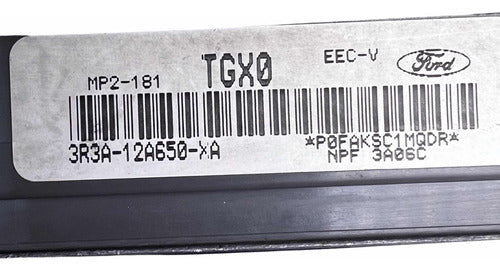 MP2-181 TGX0 EEC-V Ford
3R3A-12A650-XA *P0FAKSC1MQDR*
NPF 3A06C